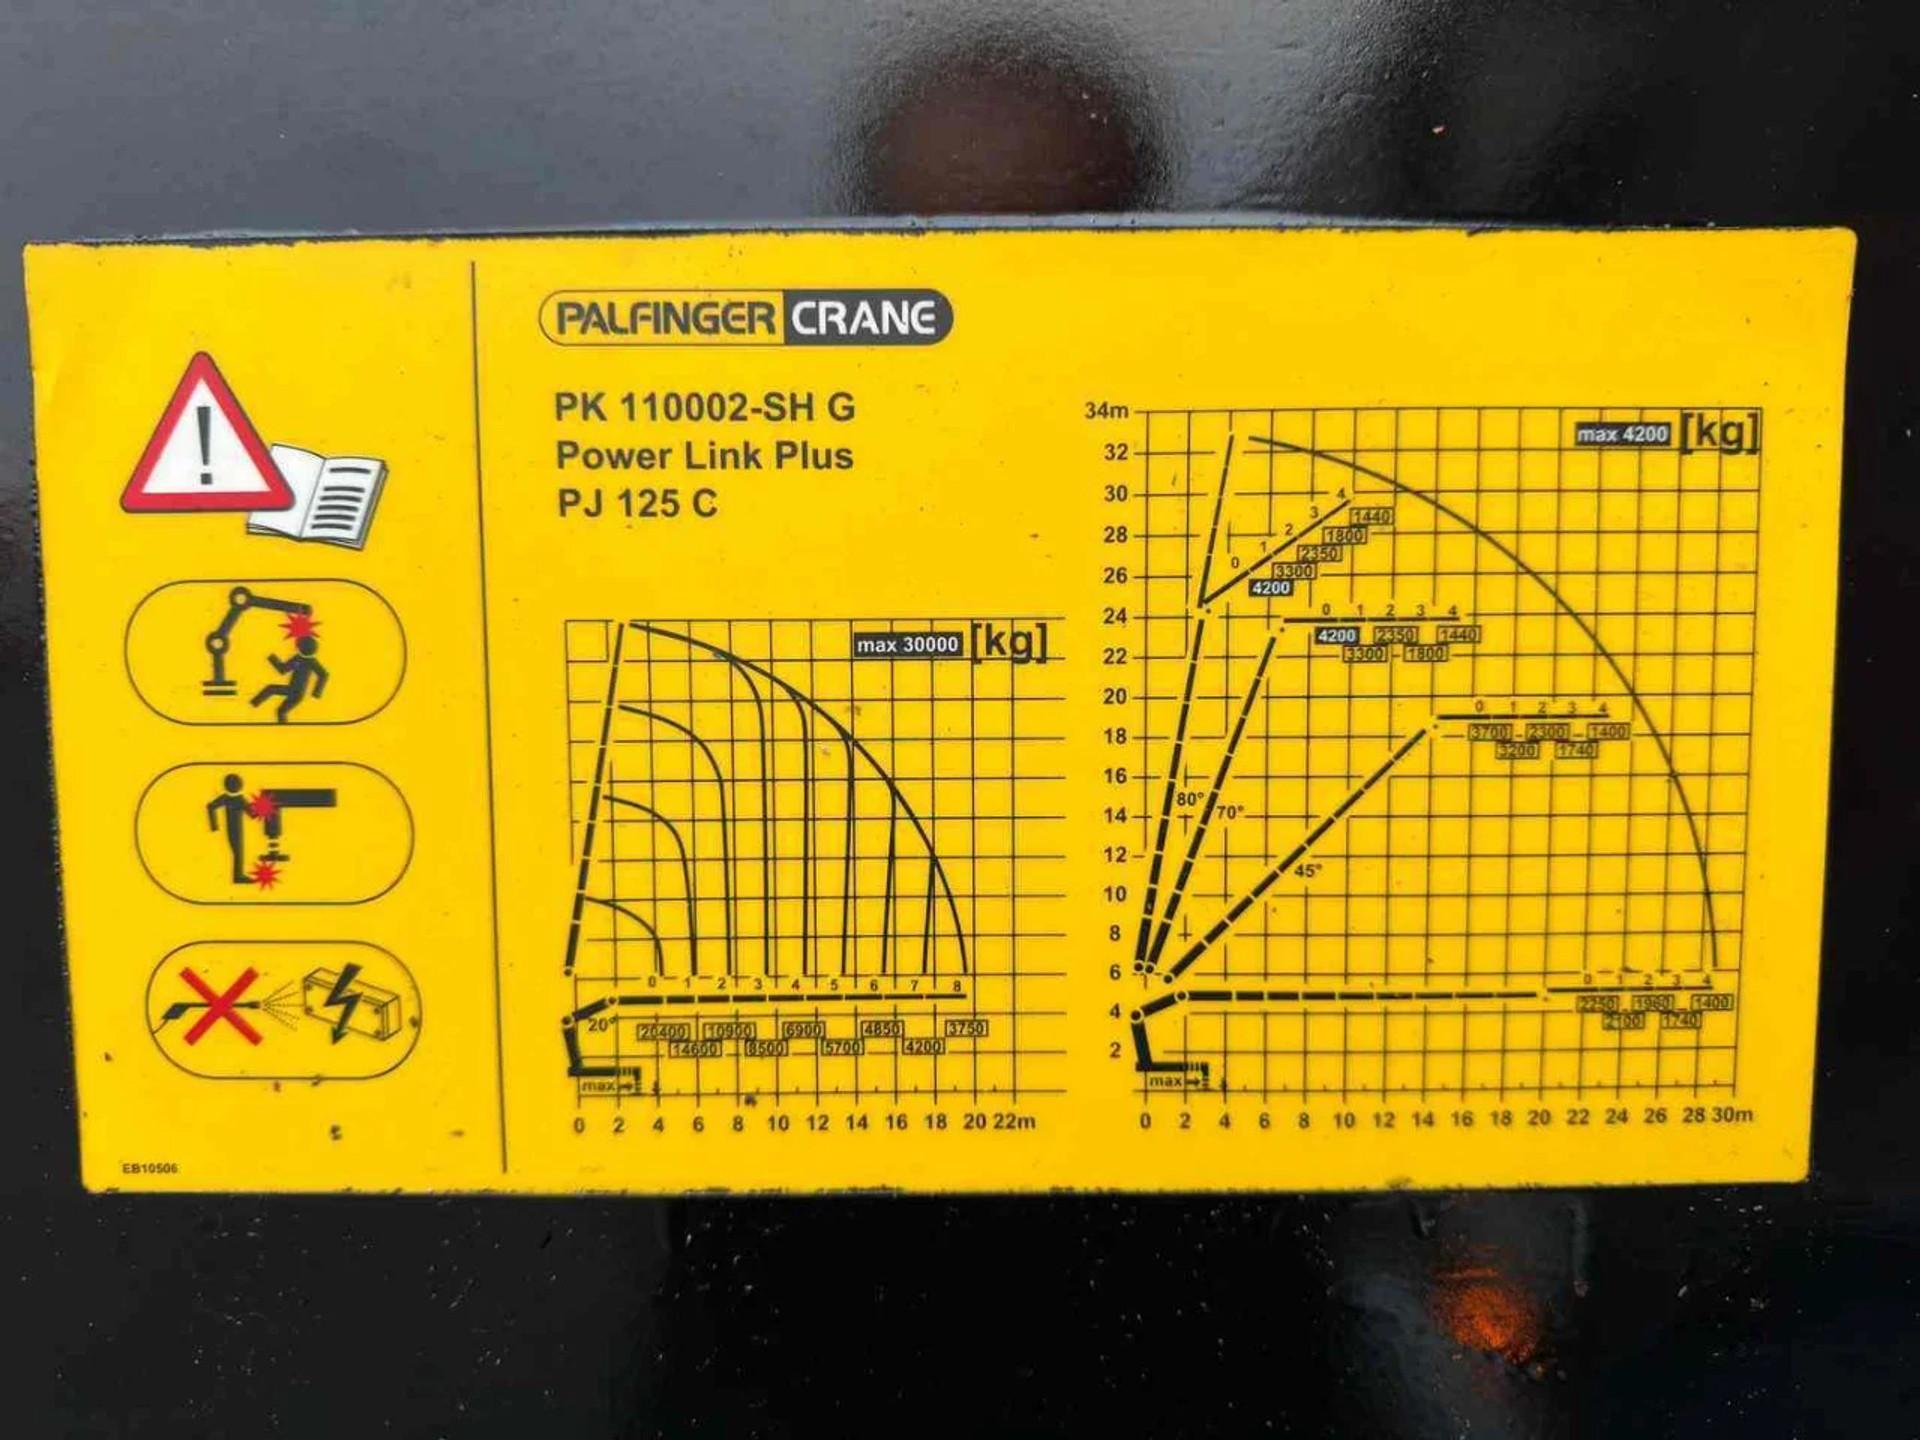 PALFINGER CRANE
PK 110002-SH G
Power Link Plus
PJ 125 C
max 30000 [kg]
0 1 2 3 4 5 6 7 8
20°
20400 10900 6900 4850 3750
14600 8500 5700 4200
max
0 2 4 6 8 10 12 14 16 18 20 22m
34m
32
30
28
26
24
22
20
18
16
14
12
10
8
6
4
2
max 4200 [kg]
0 1 2 3 4
1440
1800
2350
3300
4200
0 1 2 3 4
4200 2350 1440
3300 1800
0 1 2 3 4
3700 2300 1400
3200 1740
80°
70°
45°
0 1 2 3 4
2250 1960 1400
2100 1740
max
0 2 4 6 8 10 12 14 16 18 20 22 24 26 28 30m
EB10506